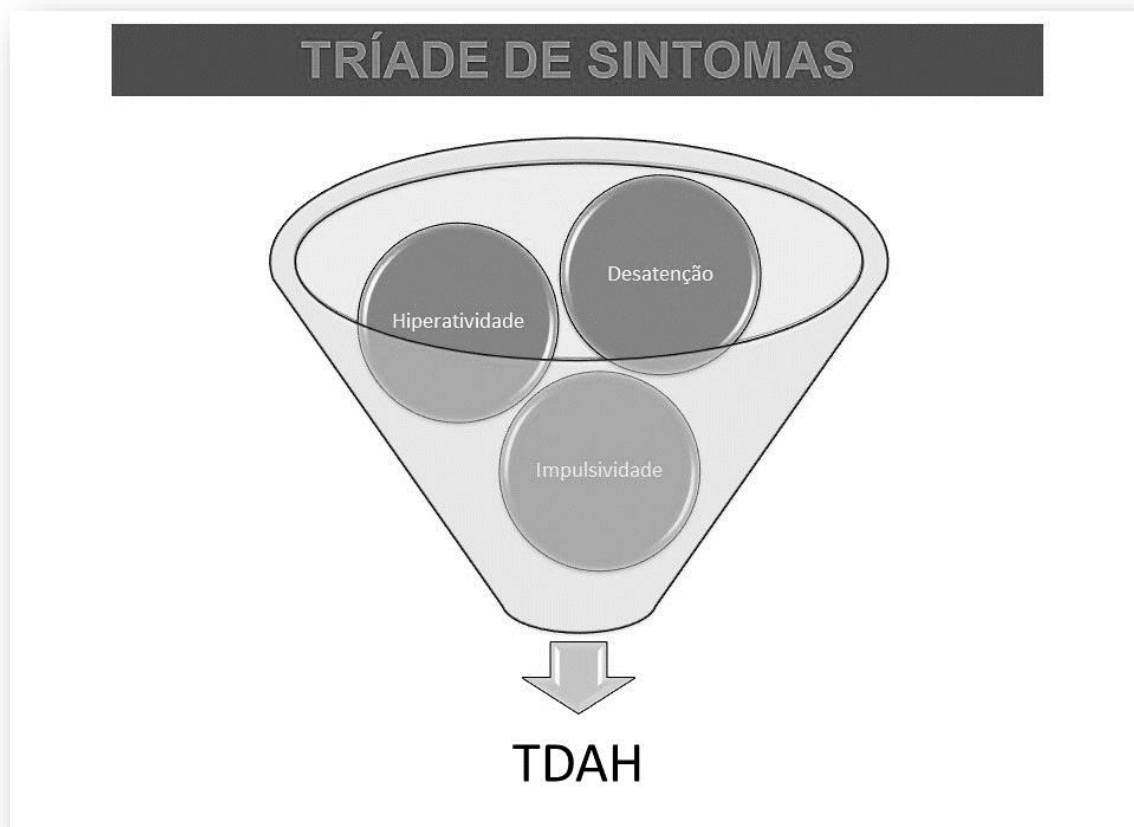 TRÍADE DE SINTOMAS
Desatenção
Hiperatividade
Impulsividade
TDAH